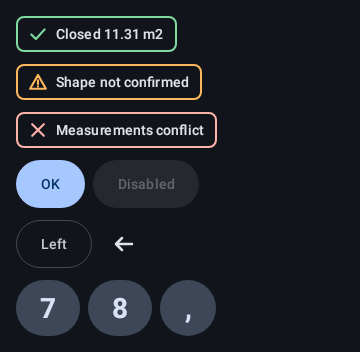 Closed 11.31 m2
Shape not confirmed
Measurements conflict
OK Disabled
Left
7 8 ,